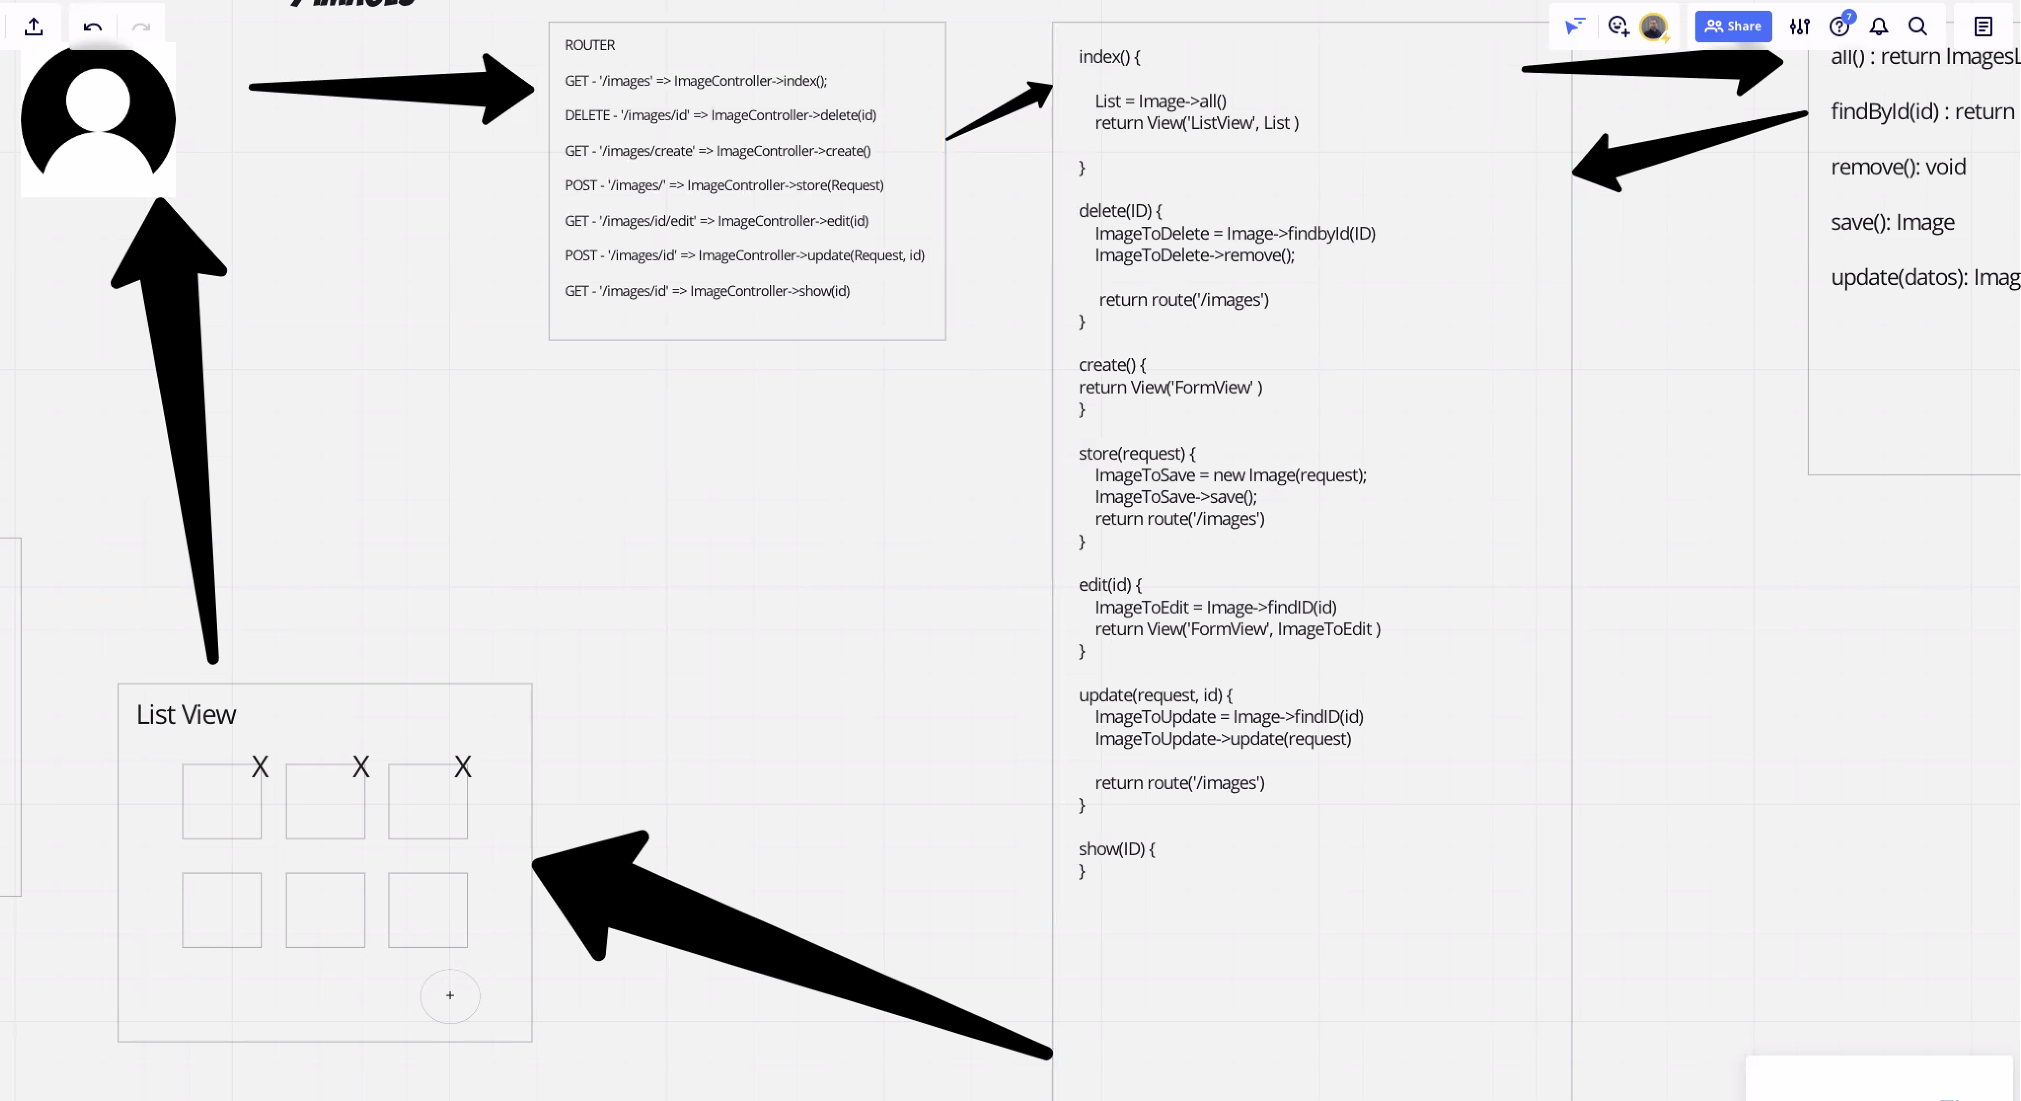 /IMAGES
Share
7
ROUTER
GET - '/images' => ImageController->index();
DELETE - '/images/id' => ImageController->delete(id)
GET - '/images/create' => ImageController->create()
POST - '/images/' => ImageController->store(Request)
GET - '/images/id/edit' => ImageController->edit(id)
POST - '/images/id' => ImageController->update(Request, id)
GET - '/images/id' => ImageController->show(id)
index() {
List = Image->all()
return View('ListView', List )
}
delete(ID) {
ImageToDelete = Image->findbyId(ID)
ImageToDelete->remove();
return route('/images')
}
create() {
return View('FormView' )
}
store(request) {
ImageToSave = new Image(request);
ImageToSave->save();
return route('/images')
}
edit(id) {
ImageToEdit = Image->findID(id)
return View('FormView', ImageToEdit )
}
update(request, id) {
ImageToUpdate = Image->findID(id)
ImageToUpdate->update(request)
return route('/images')
}
show(ID) {
}
all() : return ImagesL
findById(id) : return
remove(): void
save(): Image
update(datos): Imag
List View
X X X
+